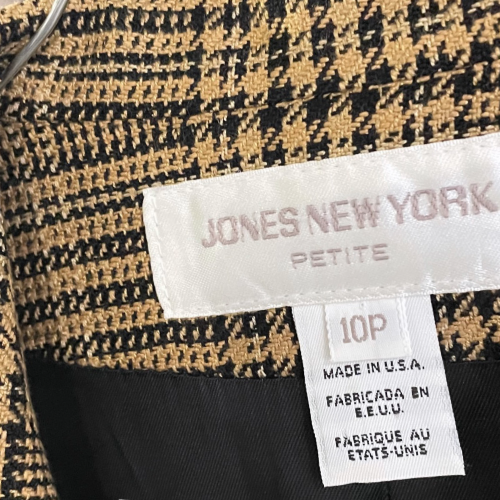 JONES NEW YORK
PETITE
10P
MADE IN U.S.A.
FABRICADA EN
E.E.U.U.
FABRIQUE AU
ETATS-UNIS